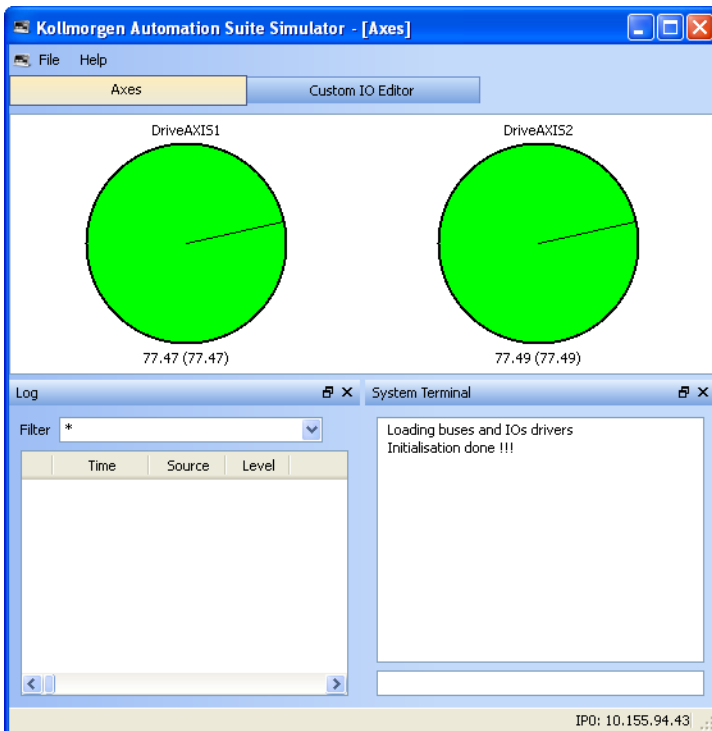 Kollmorgen Automation Suite Simulator - [Axes]
File Help
Axes Custom IO Editor
DriveAXIS1 DriveAXIS2
77.47 (77.47) 77.49 (77.49)
Log System Terminal
Filter *
Time Source Level
Loading buses and IOs drivers
Initialisation done !!!
IP0: 10.155.94.43